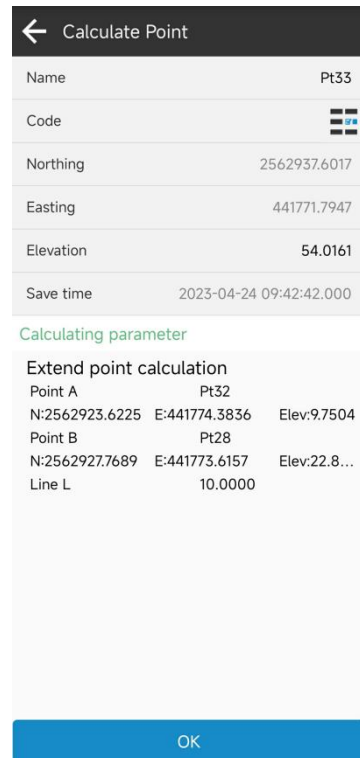 Calculate Point
Name Pt33
Code
Northing 2562937.6017
Easting 441771.7947
Elevation 54.0161
Save time 2023-04-24 09:42:42.000
Calculating parameter
Extend point calculation
Point A Pt32
N:2562923.6225 E:441774.3836 Elev:9.7504
Point B Pt28
N:2562927.7689 E:441773.6157 Elev:22.8...
Line L 10.0000
OK